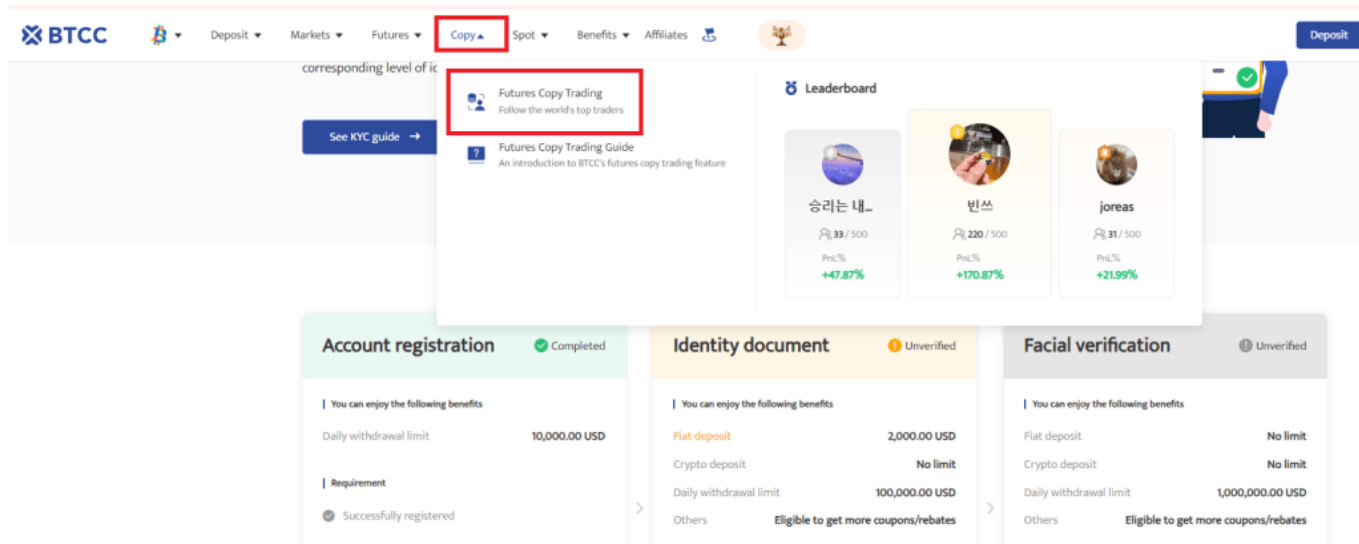 BTCC
Deposit
Markets
Futures
Copy
Spot
Benefits
Affiliates
Deposit
corresponding level of
See KYC guide →
Futures Copy Trading
Follow the world's top traders
Futures Copy Trading Guide
An introduction to BTCC's futures copy trading feature
Leaderboard
승리는 내...
33 / 500
PnL%
+47.87%
빈쓰
220 / 500
PnL%
+170.87%
joreas
31 / 500
PnL%
+21.99%
Account registration
Completed
You can enjoy the following benefits
Daily withdrawal limit 10,000.00 USD
Requirement
Successfully registered
Identity document
Unverified
You can enjoy the following benefits
Fiat deposit 2,000.00 USD
Crypto deposit No limit
Daily withdrawal limit 100,000.00 USD
Others Eligible to get more coupons/rebates
Facial verification
Unverified
You can enjoy the following benefits
Fiat deposit No limit
Crypto deposit No limit
Daily withdrawal limit 1,000,000.00 USD
Others Eligible to get more coupons/rebates